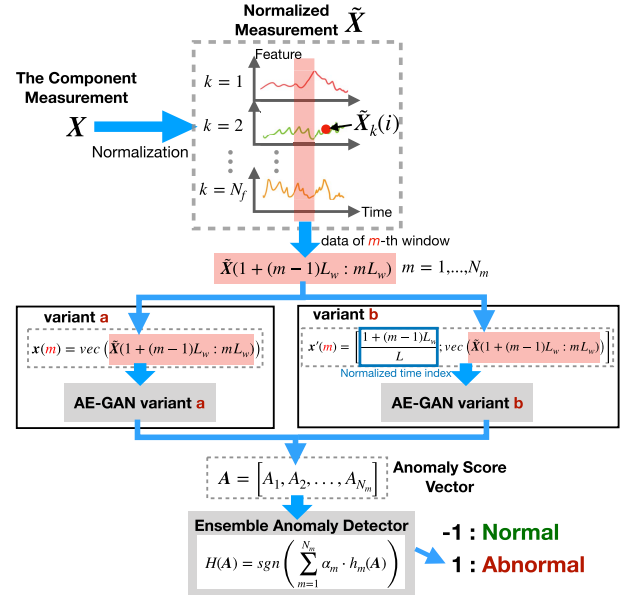 Normalized
Measurement X̃
Feature
The Component
Measurement
X
Normalization
k = 1
k = 2
X̃ₖ(i)
k = N_f
Time
data of m-th window
X̃(1 + (m − 1)L_w : mL_w) m = 1,...,N_m
variant a
x(m) = vec (X̃(1 + (m − 1)L_w : mL_w))
AE-GAN variant a
variant b
x′(m) = [(1 + (m − 1)L_w)/L ; vec (X̃(1 + (m − 1)L_w : mL_w))]
Normalized time index
AE-GAN variant b
A = [A₁, A₂, . . . , A_{N_m}]
Anomaly Score
Vector
Ensemble Anomaly Detector
H(A) = sgn (∑_{m=1}^{N_m} α_m · h_m(A))
-1 : Normal
1 : Abnormal